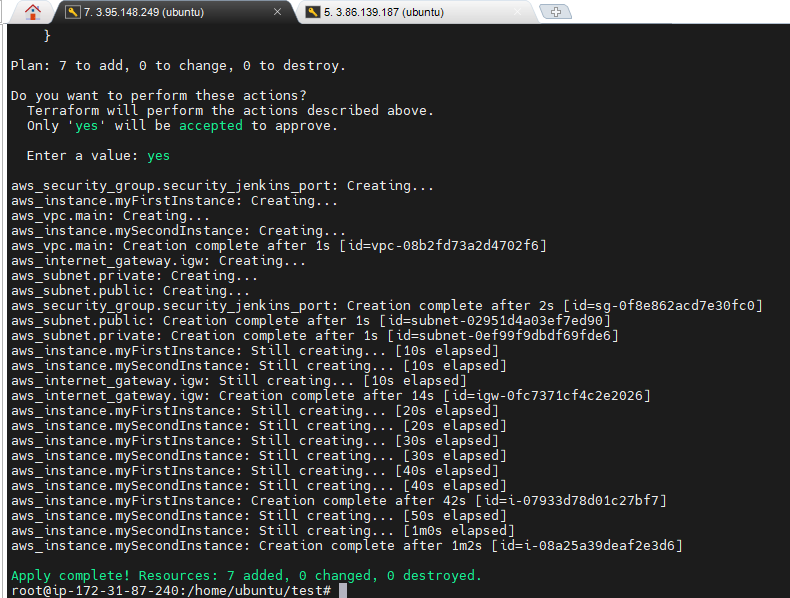 7. 3.95.148.249 (ubuntu)
5. 3.86.139.187 (ubuntu)
}
Plan: 7 to add, 0 to change, 0 to destroy.
Do you want to perform these actions?
Terraform will perform the actions described above.
Only 'yes' will be accepted to approve.
Enter a value: yes
aws_security_group.security_jenkins_port: Creating...
aws_instance.myFirstInstance: Creating...
aws_vpc.main: Creating...
aws_instance.mySecondInstance: Creating...
aws_vpc.main: Creation complete after 1s [id=vpc-08b2fd73a2d4702f6]
aws_internet_gateway.igw: Creating...
aws_subnet.private: Creating...
aws_subnet.public: Creating...
aws_security_group.security_jenkins_port: Creation complete after 2s [id=sg-0f8e862acd7e30fc0]
aws_subnet.public: Creation complete after 1s [id=subnet-02951d4a03ef7ed90]
aws_subnet.private: Creation complete after 1s [id=subnet-0ef99f9dbdf69fde6]
aws_instance.myFirstInstance: Still creating... [10s elapsed]
aws_instance.mySecondInstance: Still creating... [10s elapsed]
aws_internet_gateway.igw: Still creating... [10s elapsed]
aws_internet_gateway.igw: Creation complete after 14s [id=igw-0fc7371cf4c2e2026]
aws_instance.myFirstInstance: Still creating... [20s elapsed]
aws_instance.mySecondInstance: Still creating... [20s elapsed]
aws_instance.myFirstInstance: Still creating... [30s elapsed]
aws_instance.mySecondInstance: Still creating... [30s elapsed]
aws_instance.myFirstInstance: Still creating... [40s elapsed]
aws_instance.mySecondInstance: Still creating... [40s elapsed]
aws_instance.myFirstInstance: Creation complete after 42s [id=i-07933d78d01c27bf7]
aws_instance.mySecondInstance: Still creating... [50s elapsed]
aws_instance.mySecondInstance: Still creating... [1m0s elapsed]
aws_instance.mySecondInstance: Creation complete after 1m2s [id=i-08a25a39deaf2e3d6]
Apply complete! Resources: 7 added, 0 changed, 0 destroyed.
root@ip-172-31-87-240:/home/ubuntu/test#